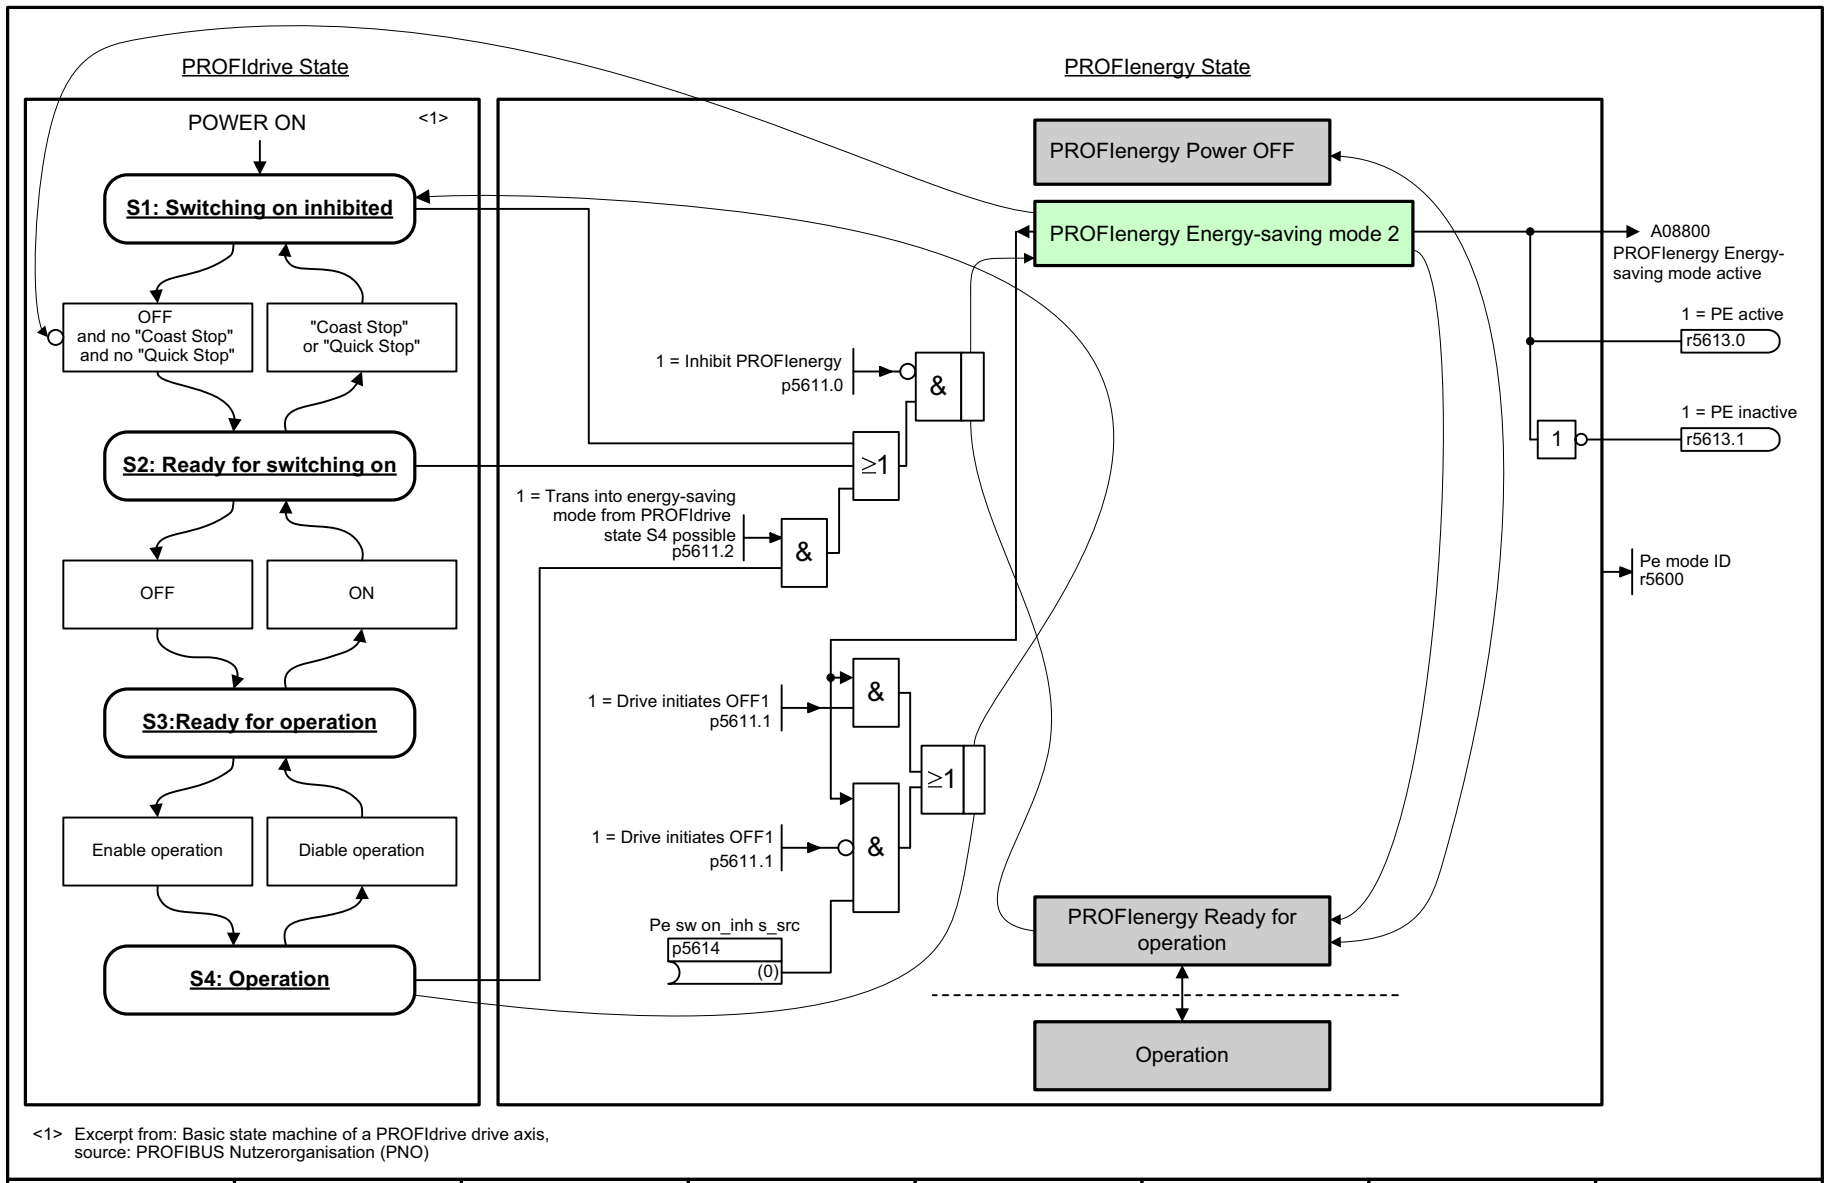 PROFIdrive State
PROFIenergy State
POWER ON
<1>
S1: Switching on inhibited
OFF
and no "Coast Stop"
and no "Quick Stop"
"Coast Stop"
or "Quick Stop"
S2: Ready for switching on
OFF
ON
S3:Ready for operation
Enable operation
Diable operation
S4: Operation
PROFIenergy Power OFF
PROFIenergy Energy-saving mode 2
1 = Inhibit PROFIenergy
p5611.0
&
≥1
1 = Trans into energy-saving
mode from PROFIdrive
state S4 possible
p5611.2
&
1 = Drive initiates OFF1
p5611.1
&
≥1
1 = Drive initiates OFF1
p5611.1
&
Pe sw on_inh s_src
p5614
(0)
PROFIenergy Ready for
operation
Operation
A08800
PROFIenergy Energy-
saving mode active
1 = PE active
r5613.0
1 = PE inactive
1
r5613.1
Pe mode ID
r5600
<1> Excerpt from: Basic state machine of a PROFIdrive drive axis,
source: PROFIBUS Nutzerorganisation (PNO)